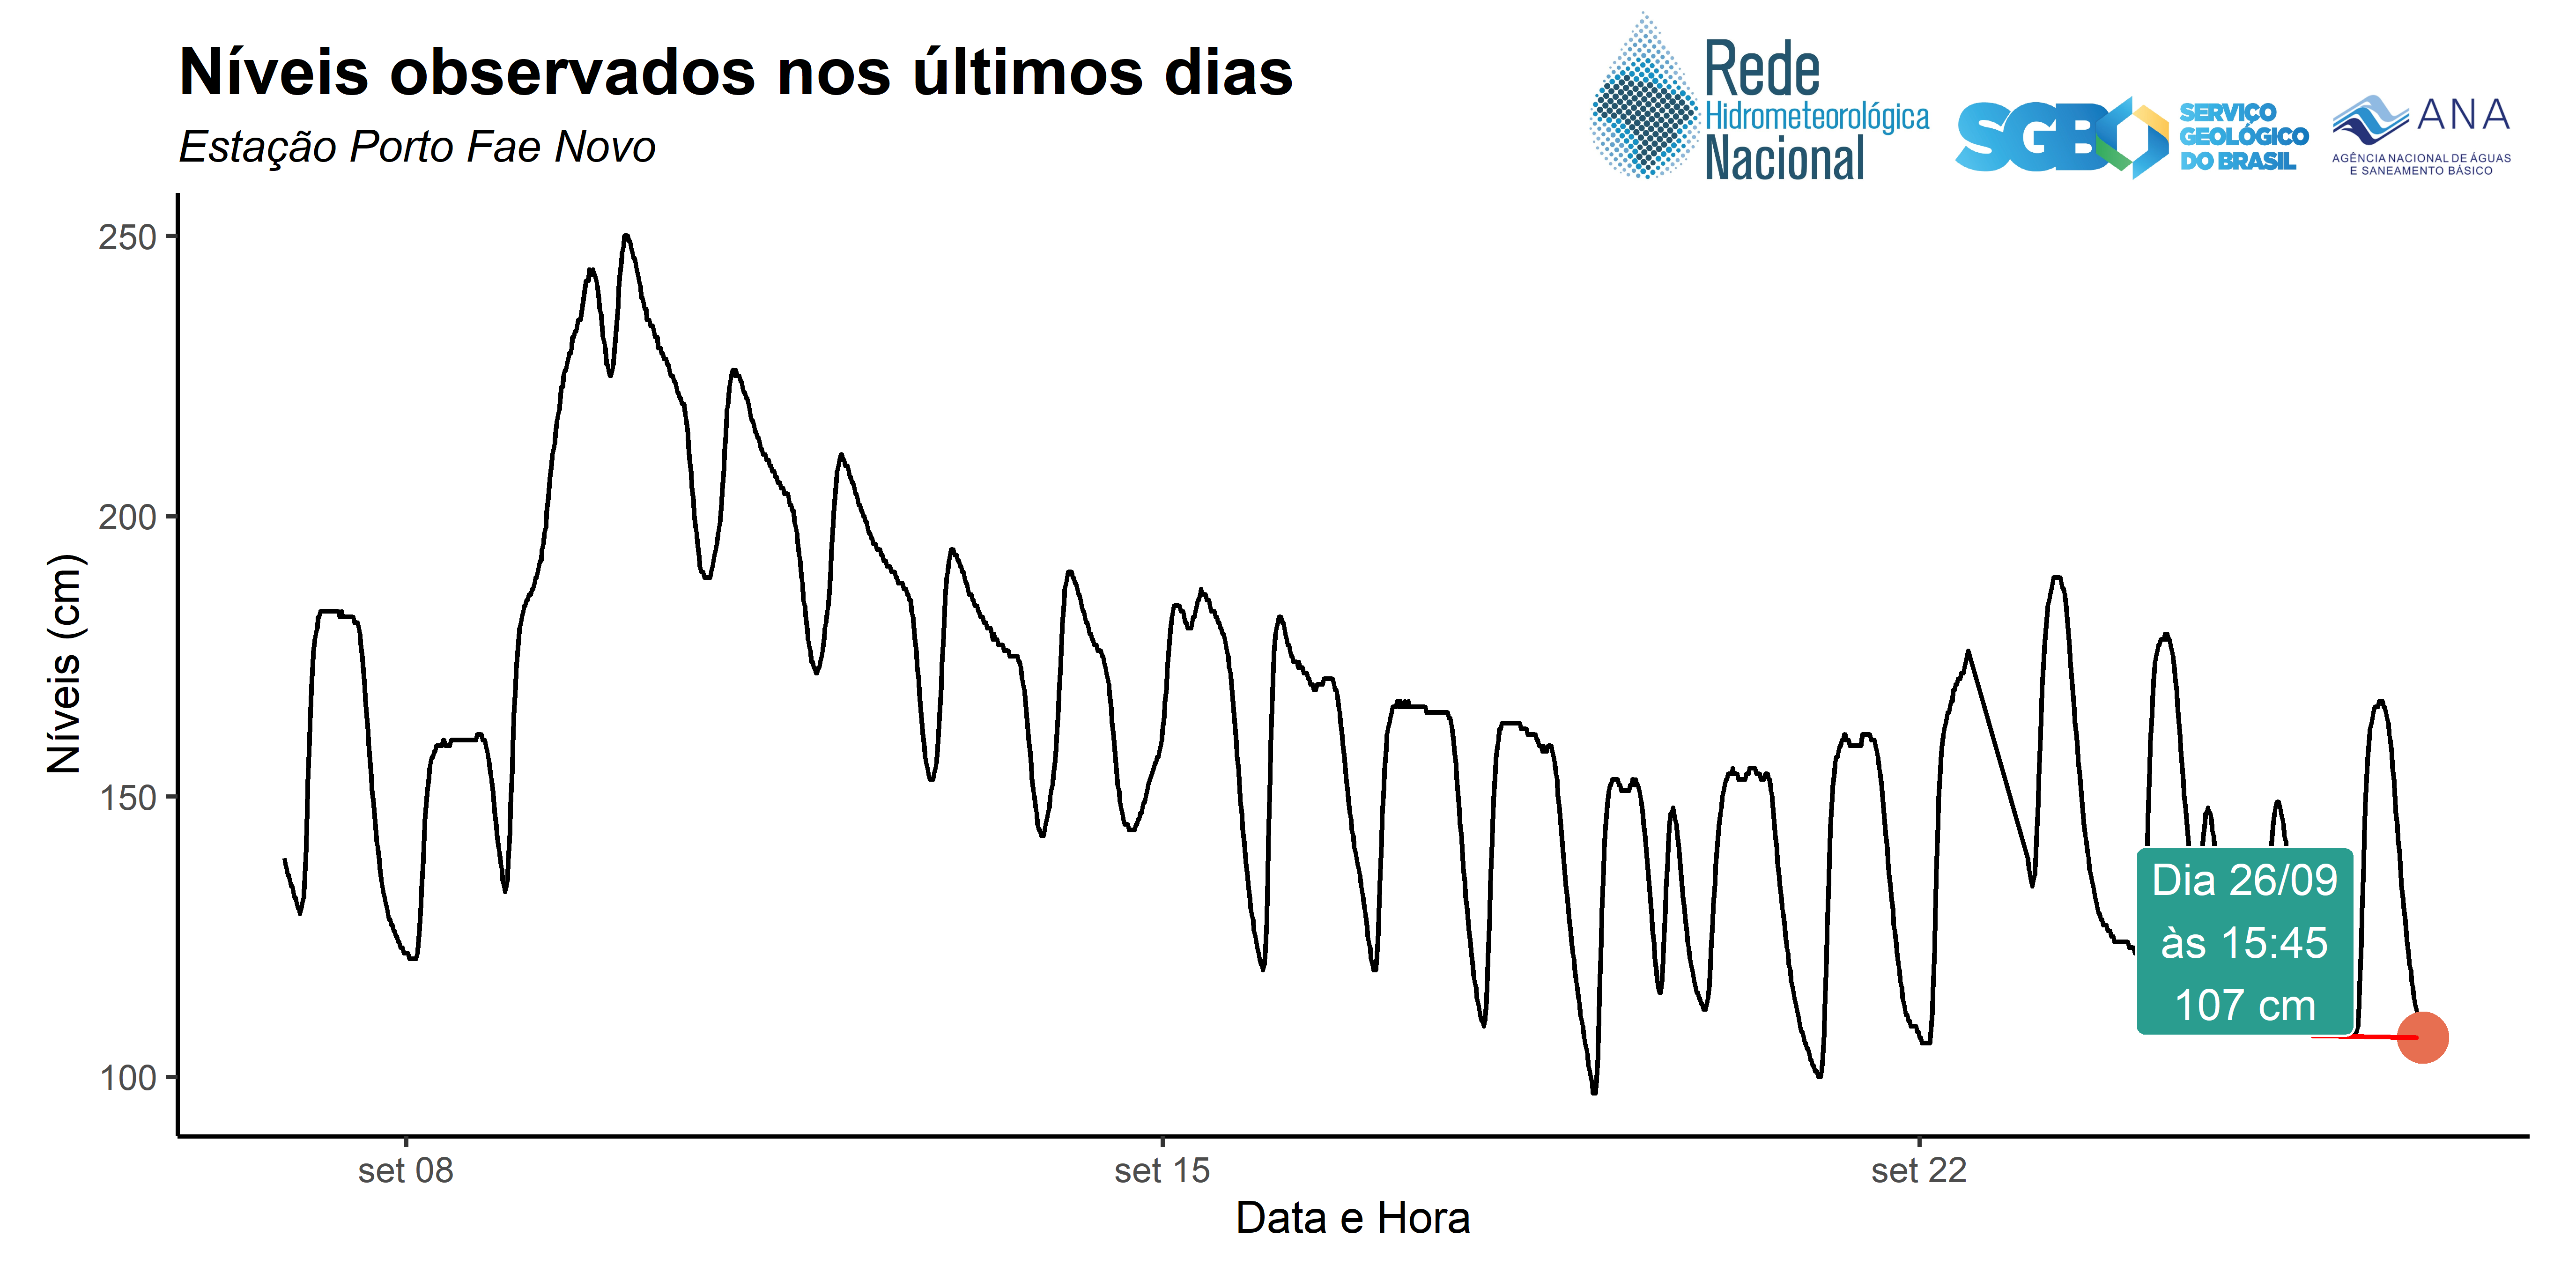 Níveis observados nos últimos dias
Estação Porto Fae Novo
Rede
Hidrometeorológica
Nacional
SGB
SERVIÇO
GEOLÓGICO
DO BRASIL
ANA
AGÊNCIA NACIONAL DE ÁGUAS
E SANEAMENTO BÁSICO
Níveis (cm)
250
200
150
100
Dia 26/09
às 15:45
107 cm
set 08
set 15
set 22
Data e Hora